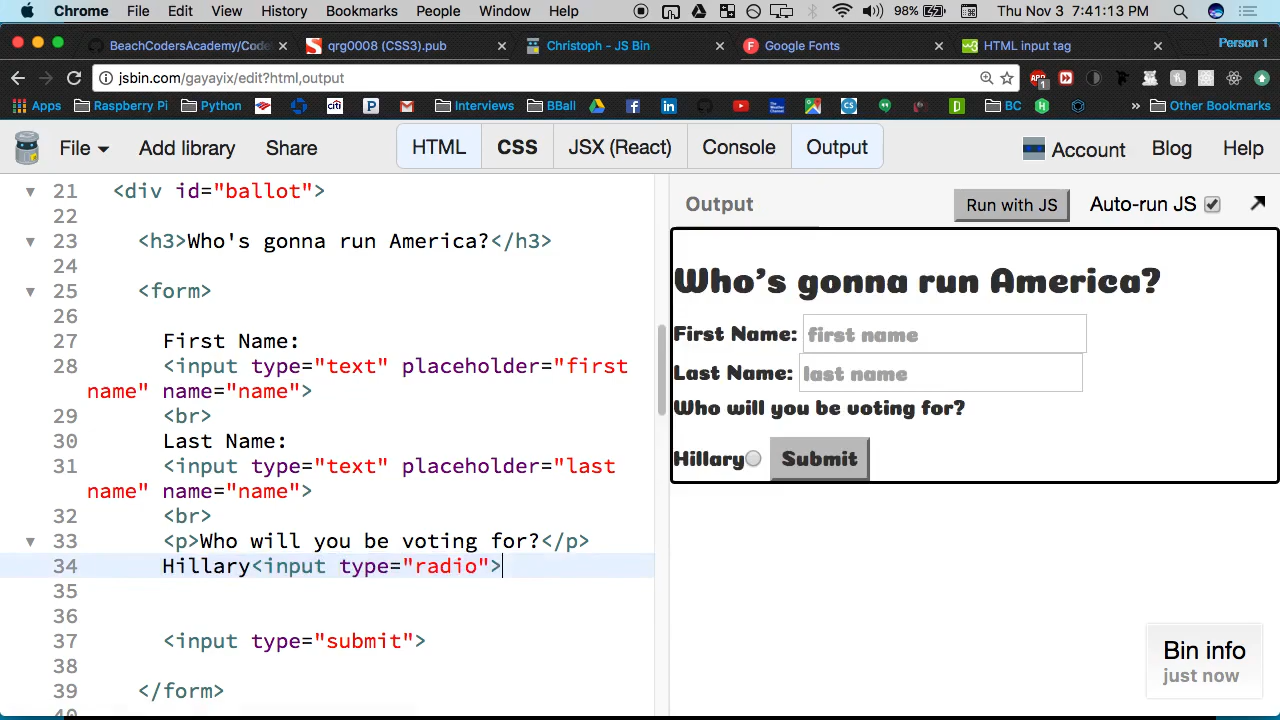 Chrome File Edit View History Bookmarks People Window Help 98% Thu Nov 3 7:41:13 PM
BeachCodersAcademy/Code × qrg0008 (CSS3).pub × Christoph - JS Bin × F Google Fonts × W3 HTML input tag × Person 1
jsbin.com/gayayix/edit?html,output
Apps Raspberry Pi Python citi P Interviews BBall BC H » Other Bookmarks
File Add library Share HTML CSS JSX (React) Console Output Account Blog Help
21 <div id="ballot">
22
23 <h3>Who's gonna run America?</h3>
24
25 <form>
26
27 First Name:
28 <input type="text" placeholder="first
name" name="name">
29 <br>
30 Last Name:
31 <input type="text" placeholder="last
name" name="name">
32 <br>
33 <p>Who will you be voting for?</p>
34 Hillary<input type="radio">
35
36
37 <input type="submit">
38
39 </form>
Output Run with JS Auto-run JS
Who's gonna run America?
First Name: first name
Last Name: last name
Who will you be voting for?
Hillary Submit
Bin info
just now